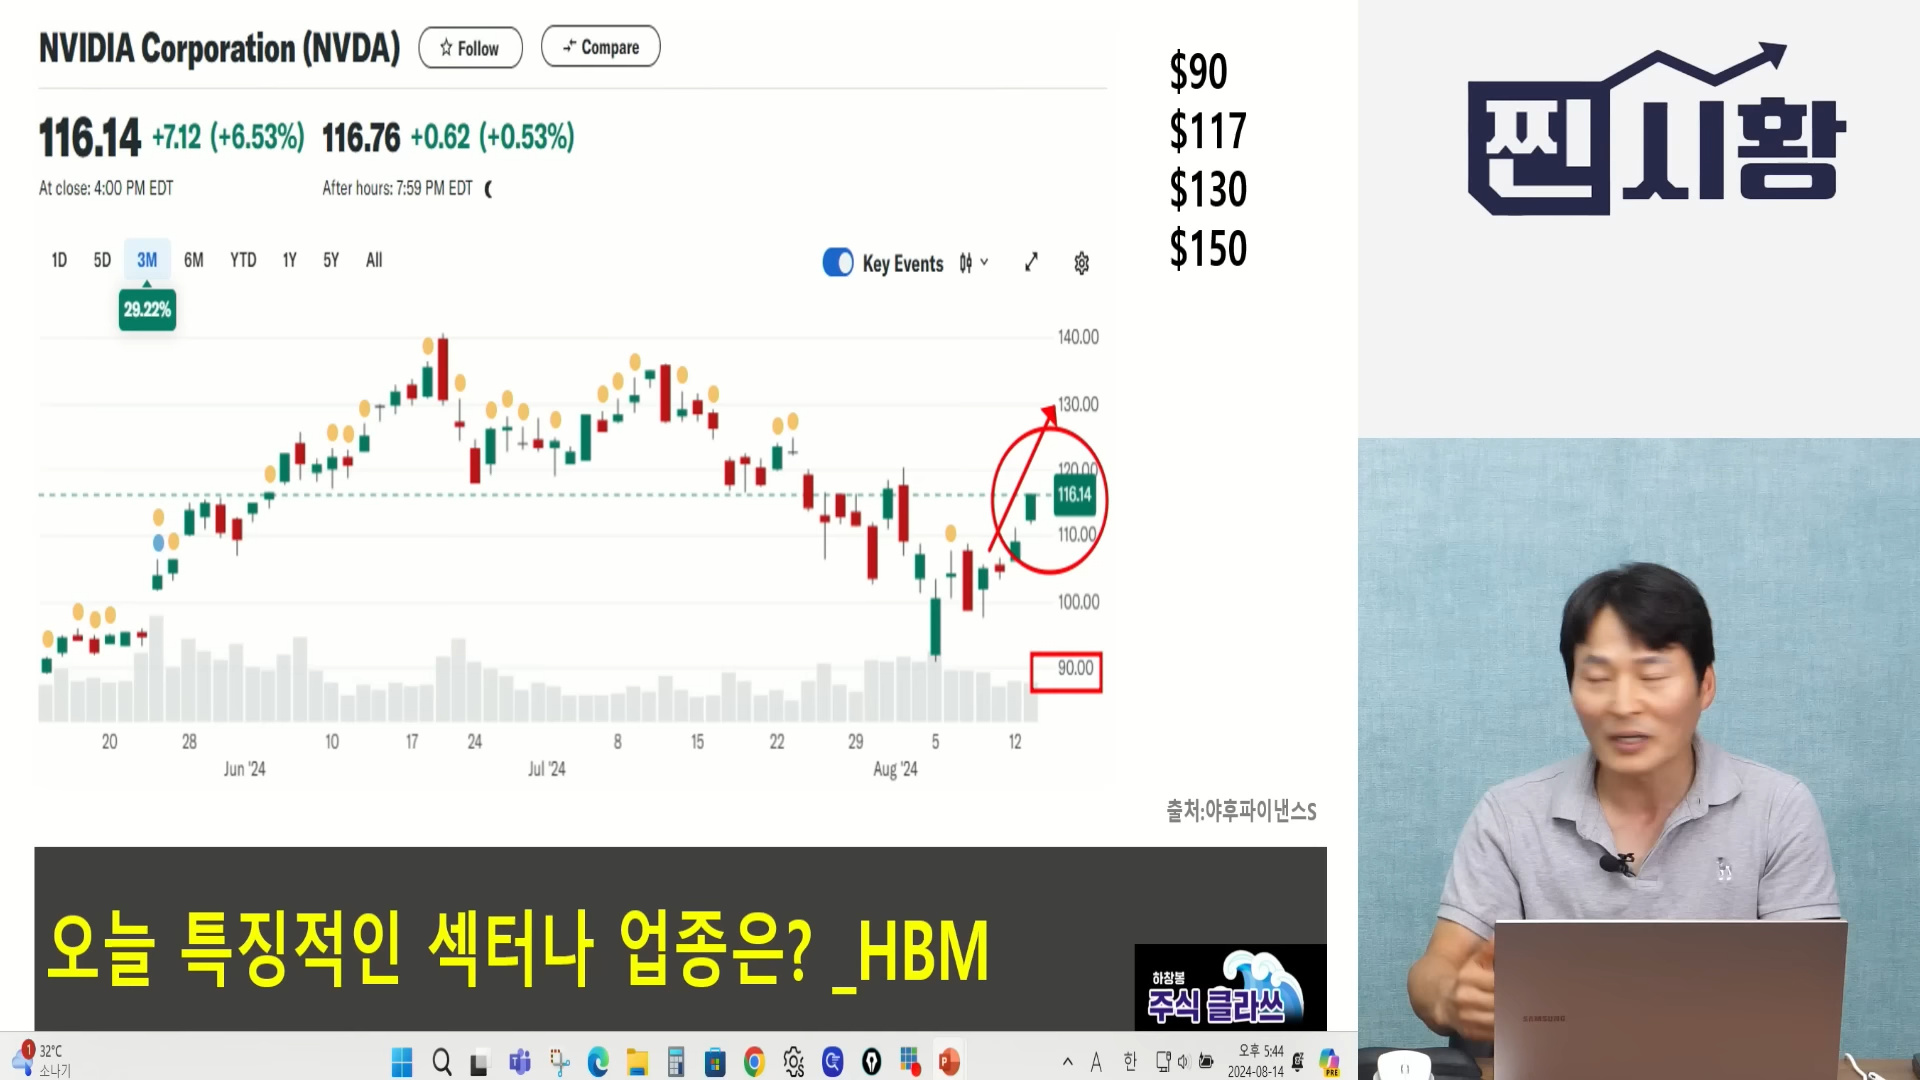 NVIDIA Corporation (NVDA)
Follow
Compare
116.14 +7.12 (+6.53%) 116.76 +0.62 (+0.53%)
At close: 4:00 PM EDT
After hours: 7:59 PM EDT
1D 5D 3M 6M YTD 1Y 5Y All
Key Events
29.22%
140.00
130.00
120.00
116.14
110.00
100.00
90.00
20 28 10 17 24 8 15 22 29 5 12
Jun '24 Jul '24 Aug '24
$90
$117
$130
$150
찐시황
출처:야후파이낸스S
오늘 특징적인 섹터나 업종은? _HBM
하창봉
주식 클라쓰
SAMSUNG
1
32°C
소나기
A
한
오후 5:44
2024-08-14
PRE